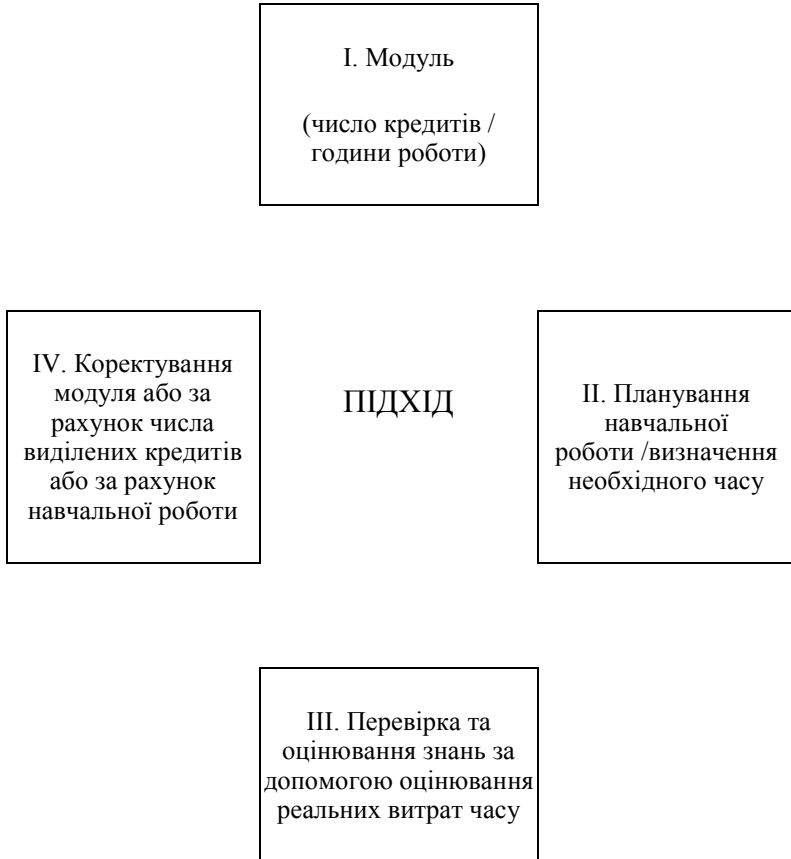 I. Модуль
(число кредитів /
години роботи)
IV. Коректування
модуля або за
рахунок числа
виділених кредитів
або за рахунок
навчальної роботи
ПІДХІД
II. Планування
навчальної
роботи /визначення
необхідного часу
III. Перевірка та
оцінювання знань за
допомогою оцінювання
реальних витрат часу